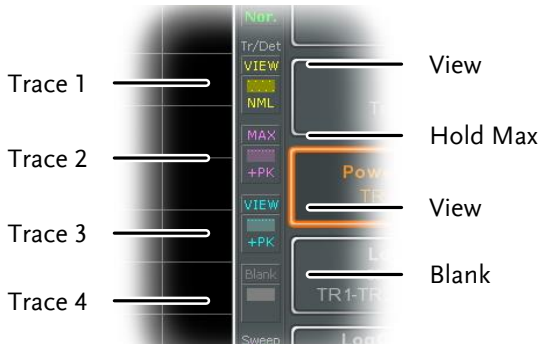 Nor.
Tr/Det
VIEW
View
Trace 1
NML
MAX
Hold Max
Trace 2
+PK
VIEW
View
Trace 3
+PK
Blank
Blank
TR1-TR
Trace 4
Sweep